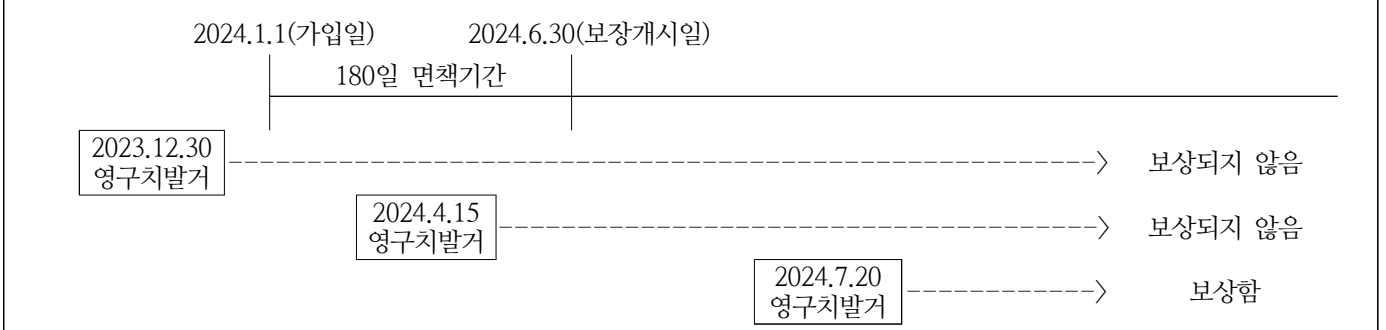 2024.1.1(가입일) 2024.6.30(보장개시일)
180일 면책기간
2023.12.30
영구치발거
보상되지 않음
2024.4.15
영구치발거
보상되지 않음
2024.7.20
영구치발거
보상함